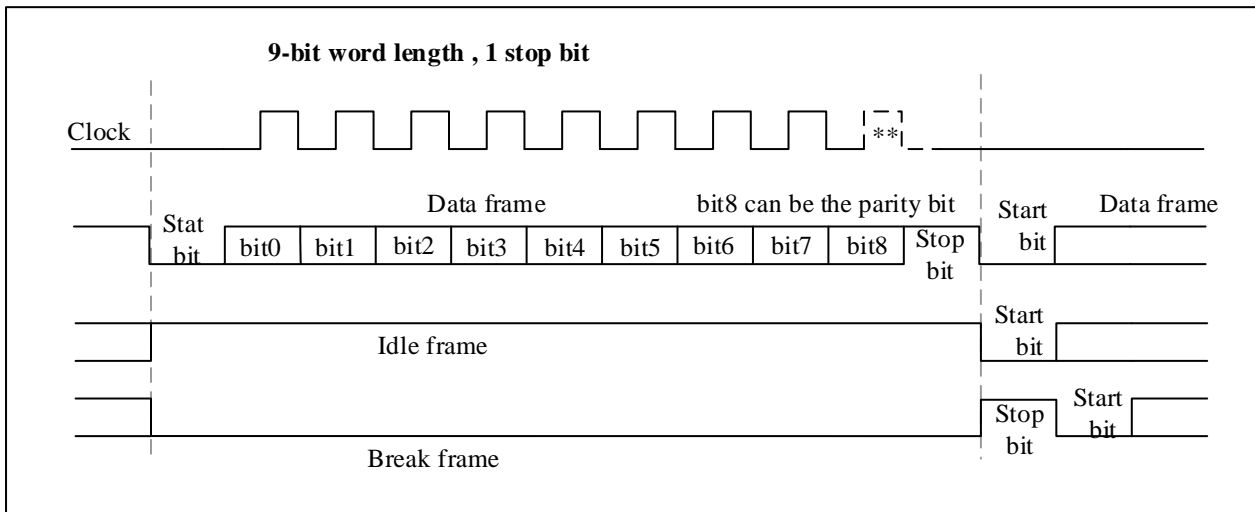 9-bit word length , 1 stop bit
Clock
**
Data frame
bit8 can be the parity bit
Data frame
Stat
bit
bit0
bit1
bit2
bit3
bit4
bit5
bit6
bit7
bit8
Stop
bit
Start
bit
Idle frame
Start
bit
Stop
bit
Start
bit
Break frame